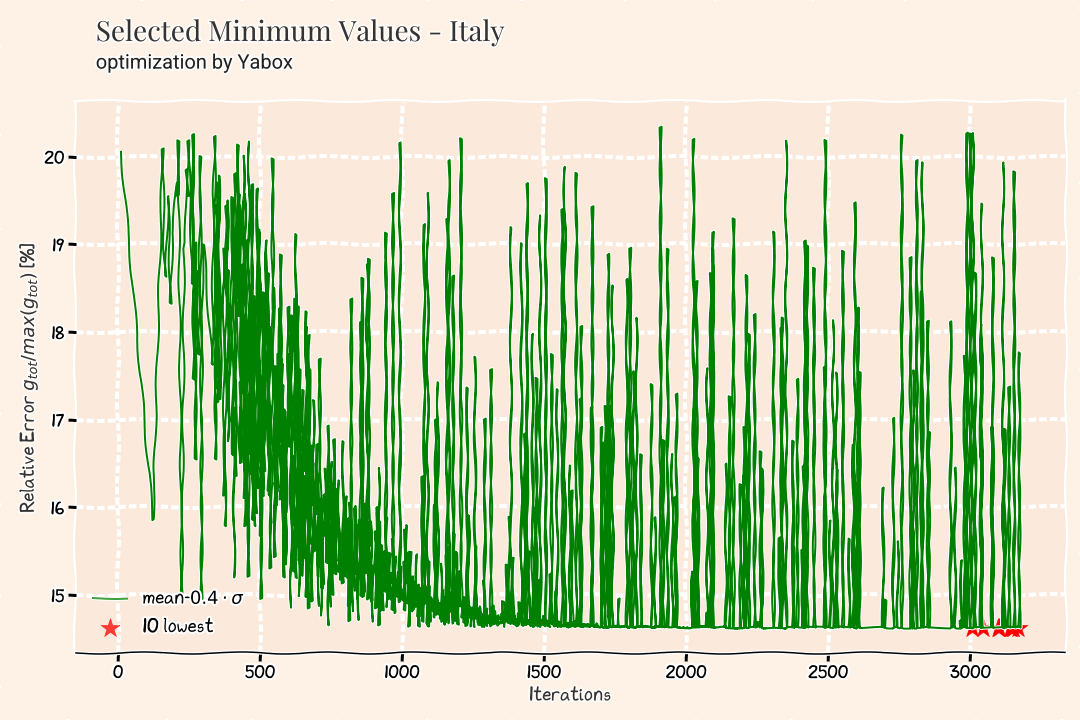 Selected Minimum Values - Italy
optimization by Yabox
Relative Error g_tot/max(g_tot) [%]
20
19
18
17
16
15
mean-0.4 · σ
10 lowest
0 500 1000 1500 2000 2500 3000
Iterations